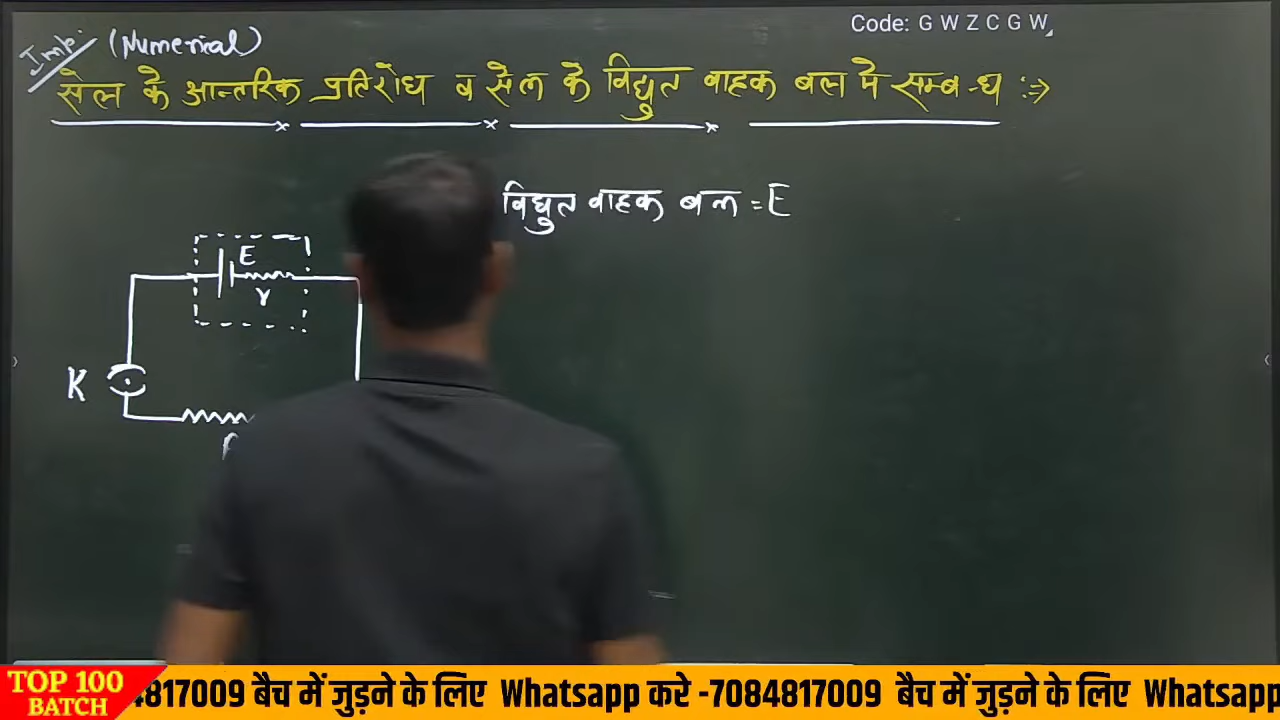 Code: G W Z C G W
Imp. (Numerical)
सेल के आन्तरिक प्रतिरोध व सेल के विद्युत वाहक बल मे सम्बन्ध :⇒
विद्युत वाहक बल = E
E
r
K
TOP 100
BATCH
4817009 बैच में जुड़ने के लिए Whatsapp करे -7084817009 बैच में जुड़ने के लिए Whatsapp